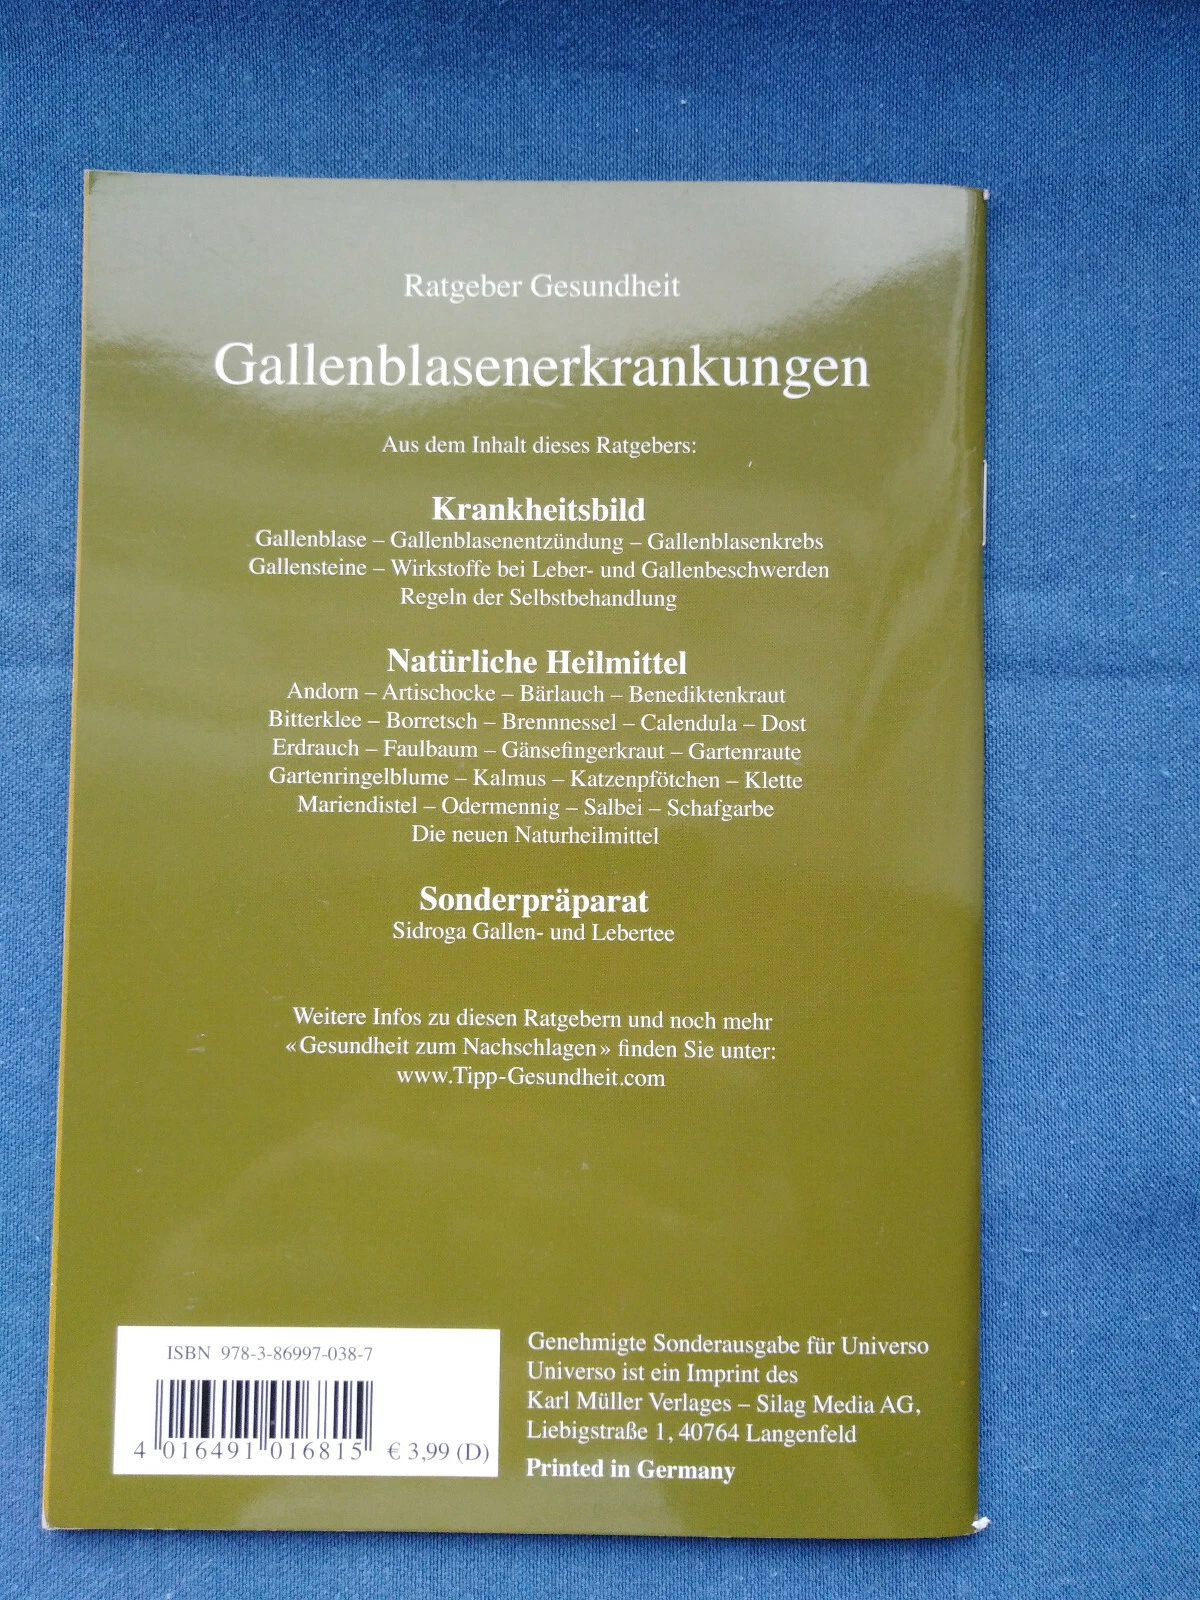 Ratgeber Gesundheit
Gallenblasenerkrankungen
Aus dem Inhalt dieses Ratgebers:
Krankheitsbild
Gallenblase – Gallenblasenentzündung – Gallenblasenkrebs
Gallensteine – Wirkstoffe bei Leber- und Gallenbeschwerden
Regeln der Selbstbehandlung
Natürliche Heilmittel
Andorn – Artischocke – Bärlauch – Benediktenkraut
Bitterklee – Borretsch – Brennnessel – Calendula – Dost
Erdrauch – Faulbaum – Gänsefingerkraut – Gartenraute
Gartenringelblume – Kalmus – Katzenpfötchen – Klette
Mariendistel – Odermennig – Salbei – Schafgarbe
Die neuen Naturheilmittel
Sonderpräparat
Sidroga Gallen- und Lebertee
Weitere Infos zu diesen Ratgebern und noch mehr
«Gesundheit zum Nachschlagen» finden Sie unter:
www.Tipp-Gesundheit.com
ISBN 978-3-86997-038-7
4 016491 016815 € 3,99 (D)
Genehmigte Sonderausgabe für Universo
Universo ist ein Imprint des
Karl Müller Verlages – Silag Media AG,
Liebigstraße 1, 40764 Langenfeld
Printed in Germany